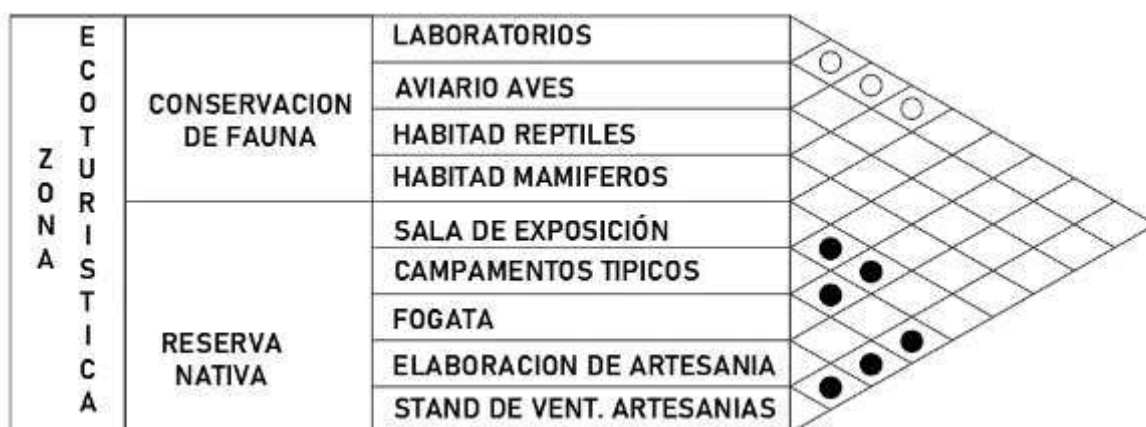 ZONA
ECOTURISTICA
CONSERVACION
DE FAUNA
LABORATORIOS
AVIARIO AVES
HABITAD REPTILES
HABITAD MAMIFEROS
RESERVA
NATIVA
SALA DE EXPOSICIÓN
CAMPAMENTOS TIPICOS
FOGATA
ELABORACION DE ARTESANIA
STAND DE VENT. ARTESANIAS